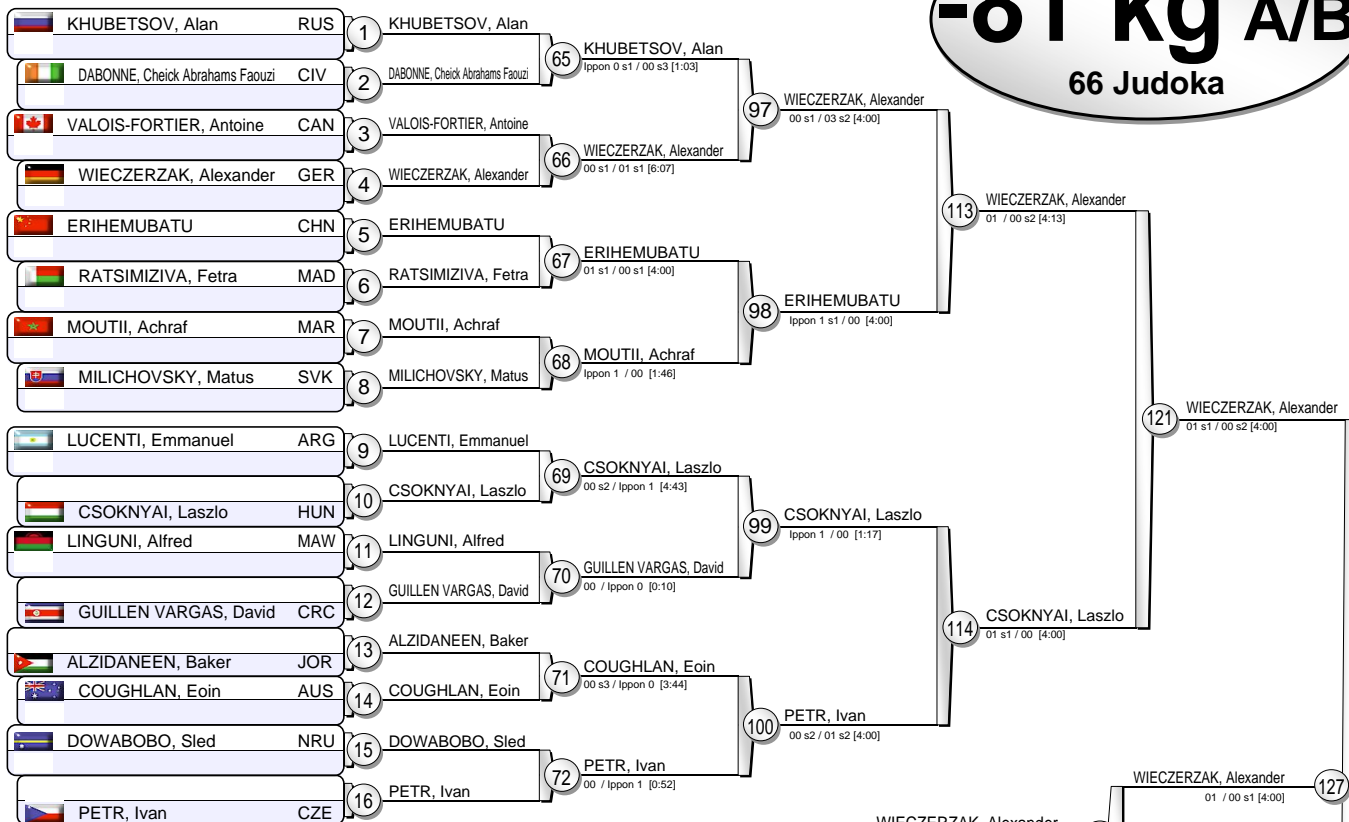 -81 kg A/B
66 Judoka
KHUBETSOV, Alan RUS
DABONNE, Cheick Abrahams Faouzi CIV
VALOIS-FORTIER, Antoine CAN
WIECZERZAK, Alexander GER
ERIHEMUBATU CHN
RATSIMIZIVA, Fetra MAD
MOUTII, Achraf MAR
MILICHOVSKY, Matus SVK
LUCENTI, Emmanuel ARG
CSOKNYAI, Laszlo HUN
LINGUNI, Alfred MAW
GUILLEN VARGAS, David CRC
ALZIDANEEN, Baker JOR
COUGHLAN, Eoin AUS
DOWABOBO, Sled NRU
PETR, Ivan CZE
1 KHUBETSOV, Alan
2 DABONNE, Cheick Abrahams Faouzi
3 VALOIS-FORTIER, Antoine
4 WIECZERZAK, Alexander
5 ERIHEMUBATU
6 RATSIMIZIVA, Fetra
7 MOUTII, Achraf
8 MILICHOVSKY, Matus
9 LUCENTI, Emmanuel
10 CSOKNYAI, Laszlo
11 LINGUNI, Alfred
12 GUILLEN VARGAS, David
13 ALZIDANEEN, Baker
14 COUGHLAN, Eoin
15 DOWABOBO, Sled
16 PETR, Ivan
65 KHUBETSOV, Alan
Ippon 0 s1 / 00 s3 [1:03]
66 WIECZERZAK, Alexander
00 s1 / 01 s1 [6:07]
67 ERIHEMUBATU
01 s1 / 00 s1 [4:00]
68 MOUTII, Achraf
Ippon 1 / 00 [1:46]
69 CSOKNYAI, Laszlo
00 s2 / Ippon 1 [4:43]
70 GUILLEN VARGAS, David
00 / Ippon 0 [0:10]
71 COUGHLAN, Eoin
00 s3 / Ippon 0 [3:44]
72 PETR, Ivan
00 / Ippon 1 [0:52]
97 WIECZERZAK, Alexander
00 s1 / 03 s2 [4:00]
98 ERIHEMUBATU
Ippon 1 s1 / 00 [4:00]
99 CSOKNYAI, Laszlo
Ippon 1 / 00 [1:17]
100 PETR, Ivan
00 s2 / 01 s2 [4:00]
113 WIECZERZAK, Alexander
01 / 00 s2 [4:13]
114 CSOKNYAI, Laszlo
01 s1 / 00 [4:00]
121 WIECZERZAK, Alexander
01 s1 / 00 s2 [4:00]
WIECZERZAK, Alexander 127
01 / 00 s1 [4:00]
WIECZERZAK, Alexander